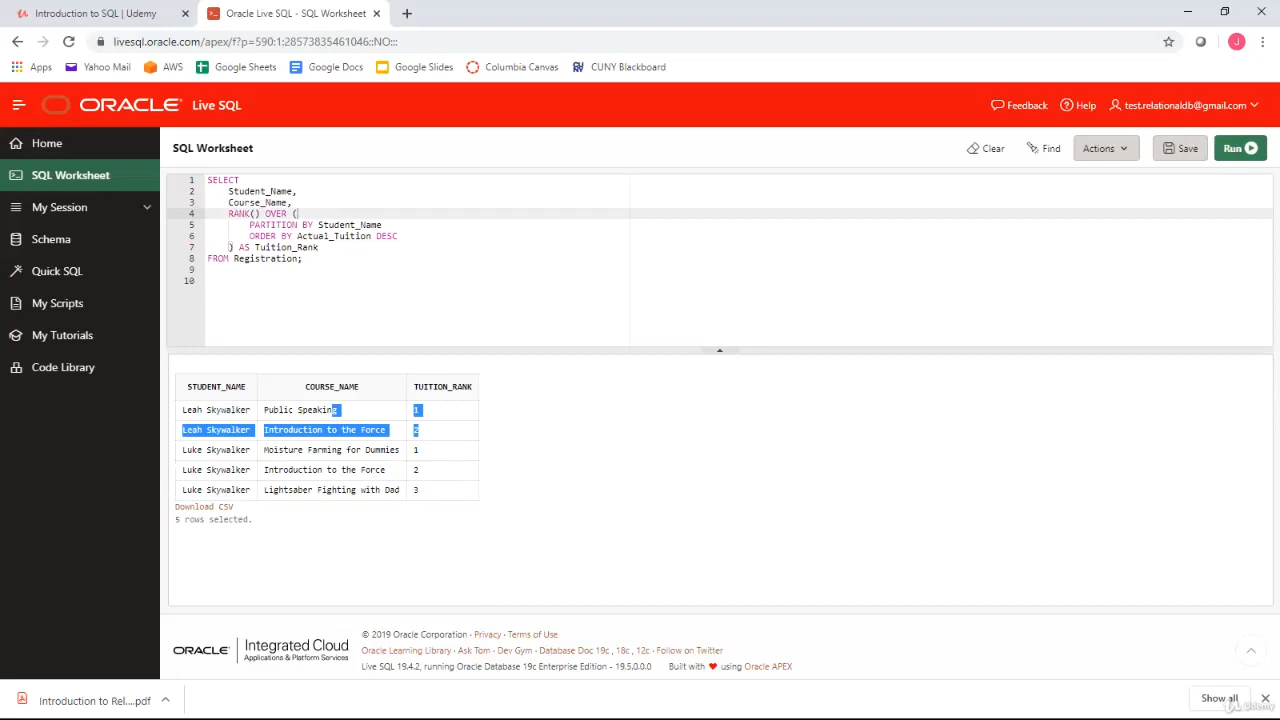 Introduction to SQL | Udemy
Oracle Live SQL - SQL Worksheet
livesql.oracle.com/apex/f?p=590:1:28573835461046::NO:::
J
Apps
Yahoo Mail
AWS
Google Sheets
Google Docs
Google Slides
Columbia Canvas
CUNY Blackboard
ORACLE Live SQL
Feedback
Help
test.relationaldb@gmail.com
Home
SQL Worksheet
My Session
Schema
Quick SQL
My Scripts
My Tutorials
Code Library
SQL Worksheet
Clear
Find
Actions
Save
Run
1 SELECT
2 Student_Name,
3 Course_Name,
4 RANK() OVER (
5 PARTITION BY Student_Name
6 ORDER BY Actual_Tuition DESC
7 ) AS Tuition_Rank
8 FROM Registration;
9
10
STUDENT_NAME COURSE_NAME TUITION_RANK
Leah Skywalker Public Speaking 1
Leah Skywalker Introduction to the Force 2
Luke Skywalker Moisture Farming for Dummies 1
Luke Skywalker Introduction to the Force 2
Luke Skywalker Lightsaber Fighting with Dad 3
Download CSV
5 rows selected.
ORACLE Integrated Cloud
Applications & Platform Services
© 2019 Oracle Corporation · Privacy · Terms of Use
Oracle Learning Library · Ask Tom · Dev Gym · Database Doc 19c, 18c, 12c · Follow on Twitter
Live SQL 19.4.2, running Oracle Database 19c Enterprise Edition - 19.5.0.0.0 Built with ♥ using Oracle APEX
Introduction to Rel....pdf
Show all
Udemy